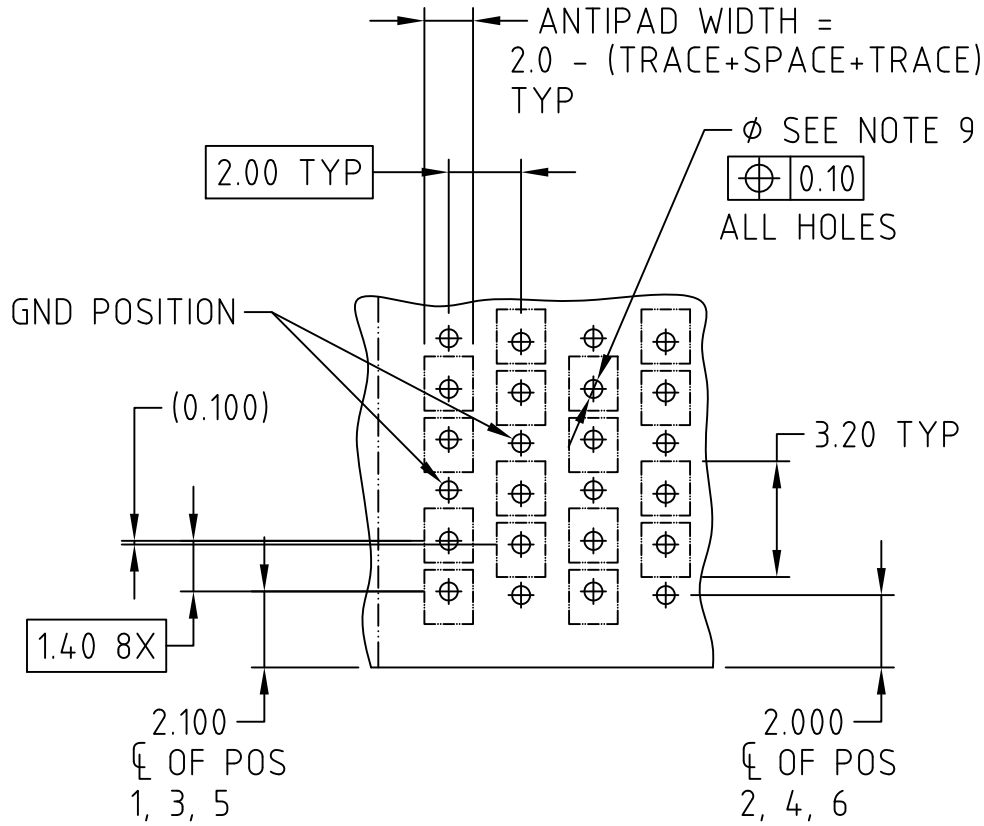 ANTIPAD WIDTH =
2.0 - (TRACE+SPACE+TRACE)
TYP
⌀ SEE NOTE 9
2.00 TYP
⌖ 0.10
ALL HOLES
GND POSITION
(0.100)
3.20 TYP
1.40 8X
2.100
℄ OF POS
1, 3, 5
2.000
℄ OF POS
2, 4, 6